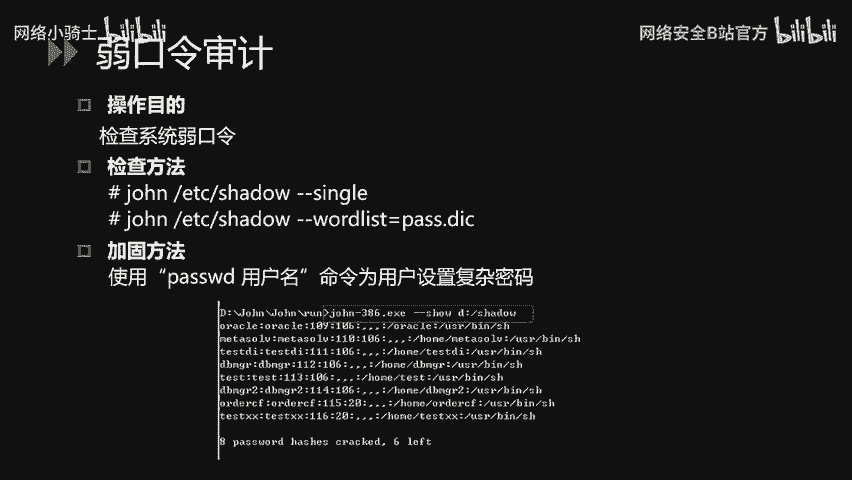 网络小骑士 bilibili
网络安全B站官方 bilibili
弱口令审计
操作目的
检查系统弱口令
检查方法
# john /etc/shadow --single
# john /etc/shadow --wordlist=pass.dic
加固方法
使用“passwd 用户名”命令为用户设置复杂密码
D:\John\John\run>john-386.exe --show d:/shadow
oracle:oracle:109:106:,,,:/oracle:/usr/bin/sh
metasolv:metasolv:110:106:,,,:/home/metasolv:/usr/bin/sh
testdi:testdi:111:106:,,,:/home/testdi:/usr/bin/sh
dbmgr:dbmgr:112:106:,,,:/home/dbmgr:/usr/bin/sh
test:test:113:106:,,,:/home/test:/usr/bin/sh
dbmgr2:dbmgr2:114:106:,,,:/home/dbmgr2:/usr/bin/sh
ordercf:ordercf:115:20:,,,:/home/ordercf:/usr/bin/sh
testxx:testxx:116:20:,,,:/home/testxx:/usr/bin/sh
8 password hashes cracked, 6 left